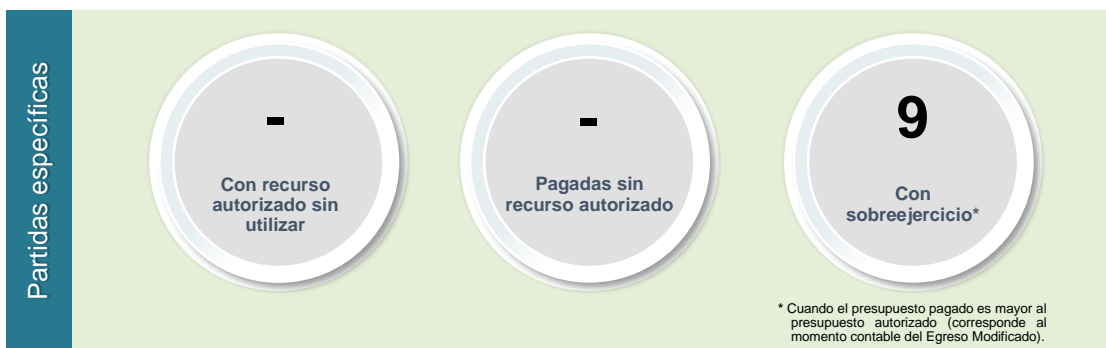 Partidas específicas
-
Con recurso
autorizado sin
utilizar
-
Pagadas sin
recurso autorizado
9
Con
sobreejercicio*
* Cuando el presupuesto pagado es mayor al
presupuesto autorizado (corresponde al
momento contable del Egreso Modificado).